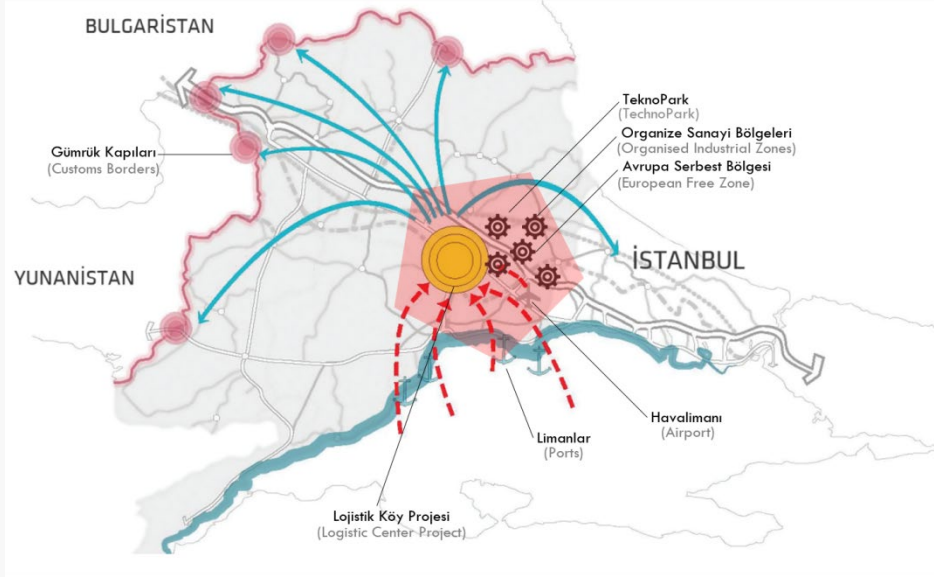 BULGARİSTAN
TeknoPark
(TechnoPark)
Organize Sanayi Bölgeleri
(Organised Industrial Zones)
Avrupa Serbest Bölgesi
(European Free Zone)
Gümrük Kapıları
(Customs Borders)
YUNANİSTAN
İSTANBUL
Havalimanı
(Airport)
Limanlar
(Ports)
Lojistik Köy Projesi
(Logistic Center Project)